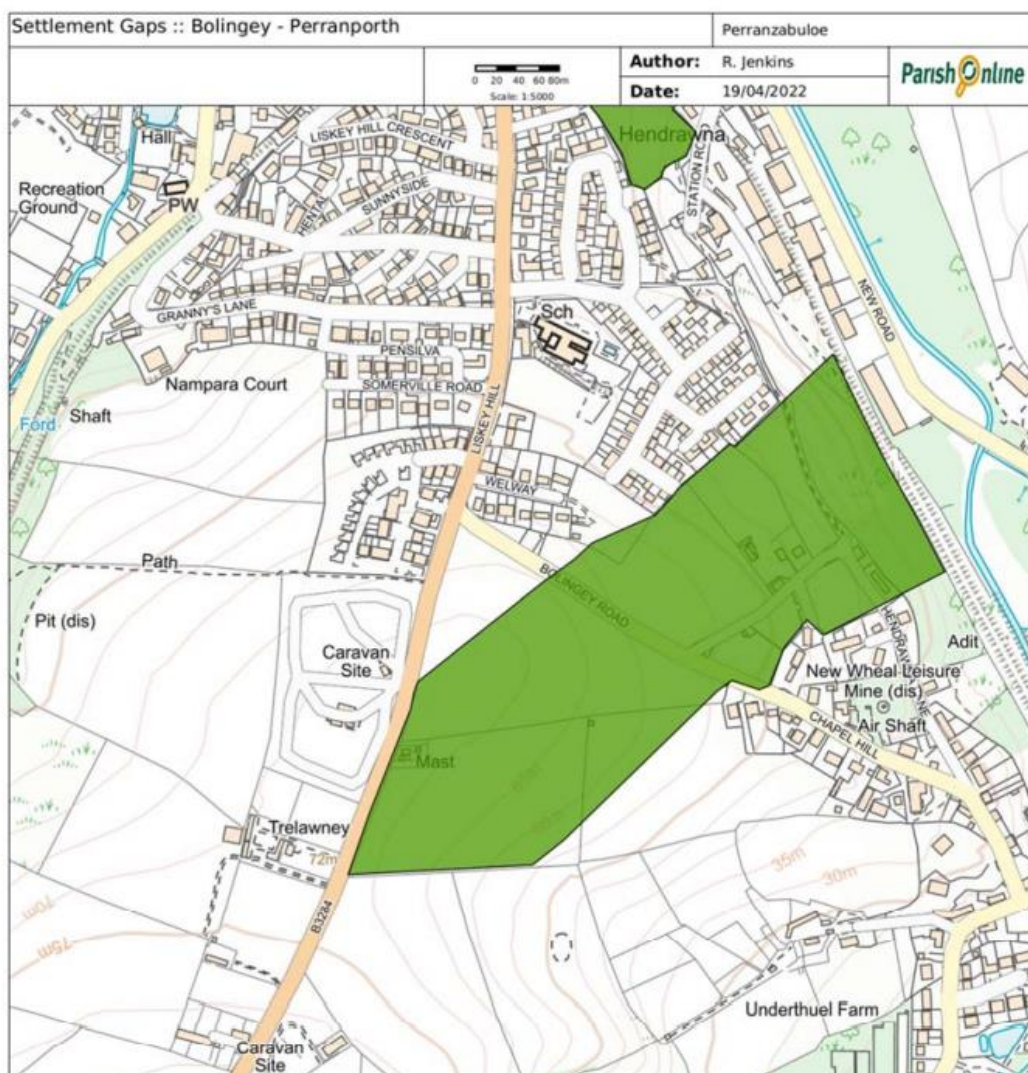 Settlement Gaps :: Bolingey - Perranporth
Perranzabuloe
0 20 40 60 80m
Scale: 1:5000
Author: R. Jenkins
Date: 19/04/2022
Parish Online
Hall
LISKEY HILL CRESCENT
Hendrawna
Recreation
Ground
PW
SUNNYSIDE
STATION ROAD
GRANNY'S LANE
Sch
NEW ROAD
PENSILVA
Nampara Court
SOMERVILLE ROAD
Shaft
Ford
LISKEY HILL
WELWAY
Path
BOLINGEY ROAD
Pit (dis)
Caravan
Site
Adit
New Wheal Leisure
Mine (dis)
Air Shaft
CHAPEL HILL
Mast
Trelawney
72m
35m
30m
70m
75m
B3284
Underthuel Farm
Caravan
Site